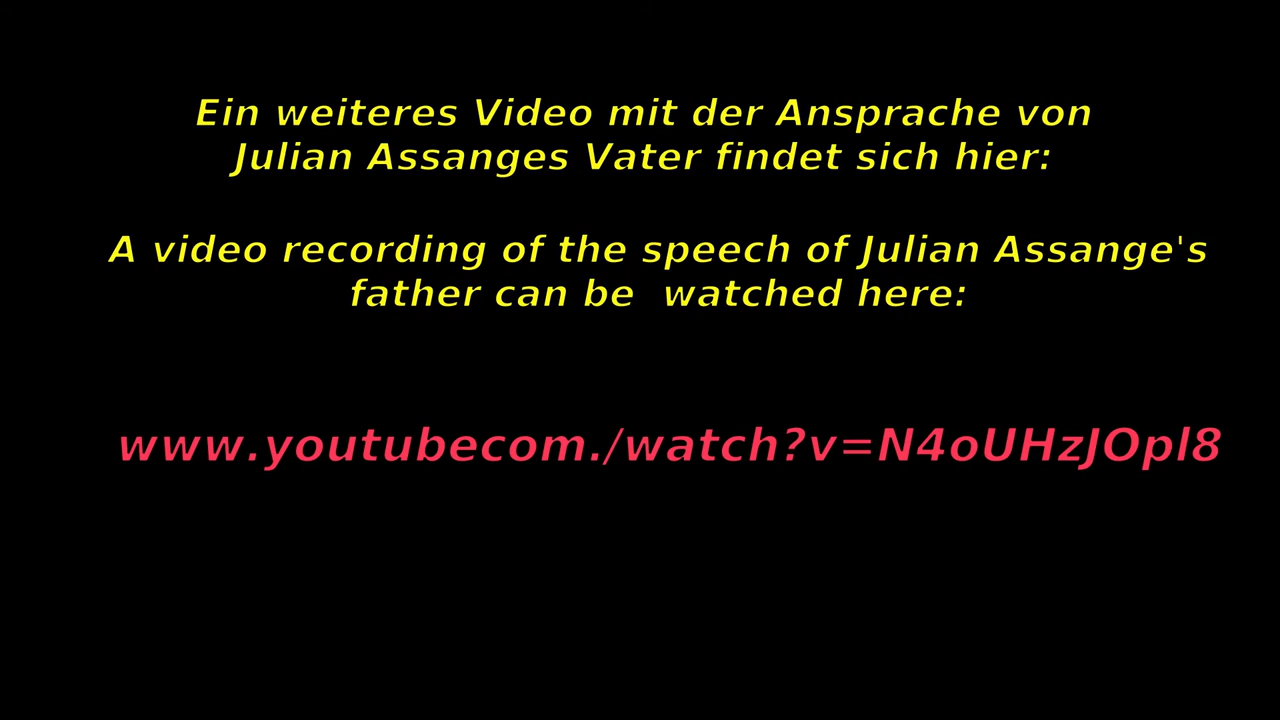 Ein weiteres Video mit der Ansprache von
Julian Assanges Vater findet sich hier:
A video recording of the speech of Julian Assange's
father can be watched here:
www.youtubecom./watch?v=N4oUHzJOpl8